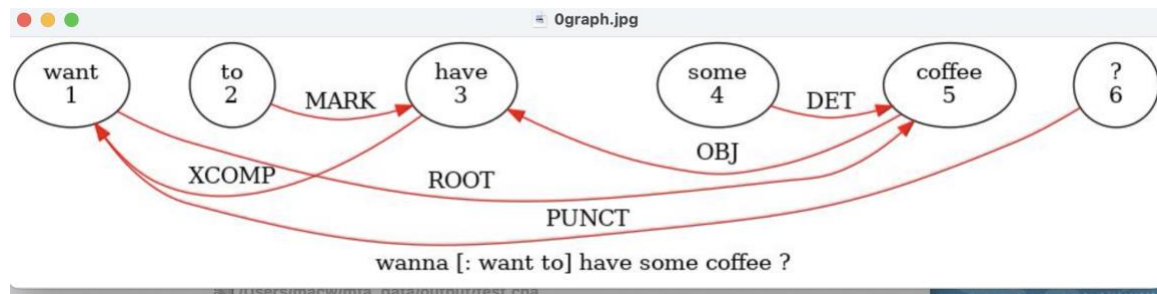 0graph.jpg
want to have some coffee ?
1 2 3 4 5 6
MARK DET
OBJ
XCOMP ROOT
PUNCT
wanna [: want to] have some coffee ?